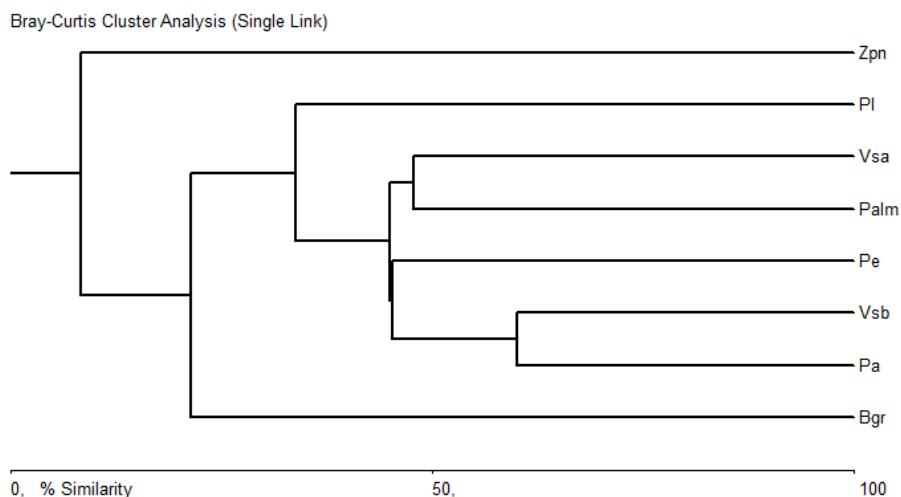 Bray-Curtis Cluster Analysis (Single Link)
Zpn
Pl
Vsa
Palm
Pe
Vsb
Pa
Bgr
0, % Similarity 50, 100